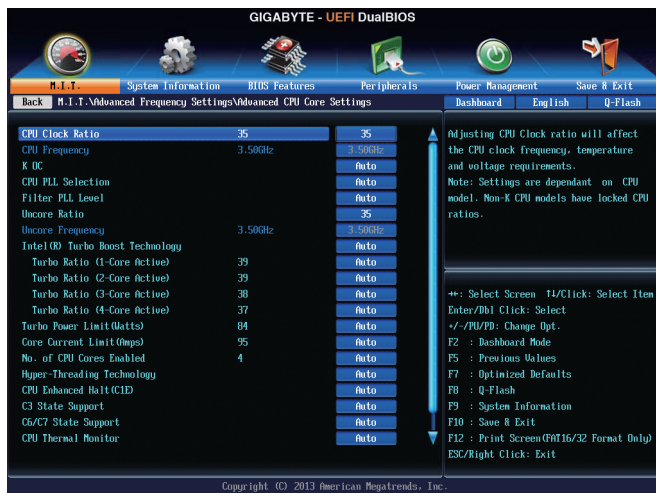 GIGABYTE - UEFI DualBIOS
M.I.T. System Information BIOS Features Peripherals Power Management Save & Exit
Back M.I.T.\Advanced Frequency Settings\Advanced CPU Core Settings Dashboard English Q-Flash
CPU Clock Ratio 35 35
CPU Frequency 3.50GHz 3.50GHz
K OC Auto
CPU PLL Selection Auto
Filter PLL Level Auto
Uncore Ratio 35
Uncore Frequency 3.50GHz 3.50GHz
Intel(R) Turbo Boost Technology Auto
Turbo Ratio (1-Core Active) 39 Auto
Turbo Ratio (2-Core Active) 39 Auto
Turbo Ratio (3-Core Active) 38 Auto
Turbo Ratio (4-Core Active) 37 Auto
Turbo Power Limit(Watts) 84 Auto
Core Current Limit(Amps) 95 Auto
No. of CPU Cores Enabled 4 Auto
Hyper-Threading Technology Auto
CPU Enhanced Halt(C1E) Auto
C3 State Support Auto
C6/C7 State Support Auto
CPU Thermal Monitor Auto
Adjusting CPU Clock ratio will affect
the CPU clock frequency, temperature
and voltage requirements.
Note: Settings are dependant on CPU
model. Non-K CPU models have locked CPU
ratios.
↔: Select Screen ↑↓/Click: Select Item
Enter/Dbl Click: Select
+/-/PU/PD: Change Opt.
F2 : Dashboard Mode
F5 : Previous Values
F7 : Optimized Defaults
F8 : Q-Flash
F9 : System Information
F10 : Save & Exit
F12 : Print Screen(FAT16/32 Format Only)
ESC/Right Click: Exit
Copyright (C) 2013 American Megatrends, Inc.